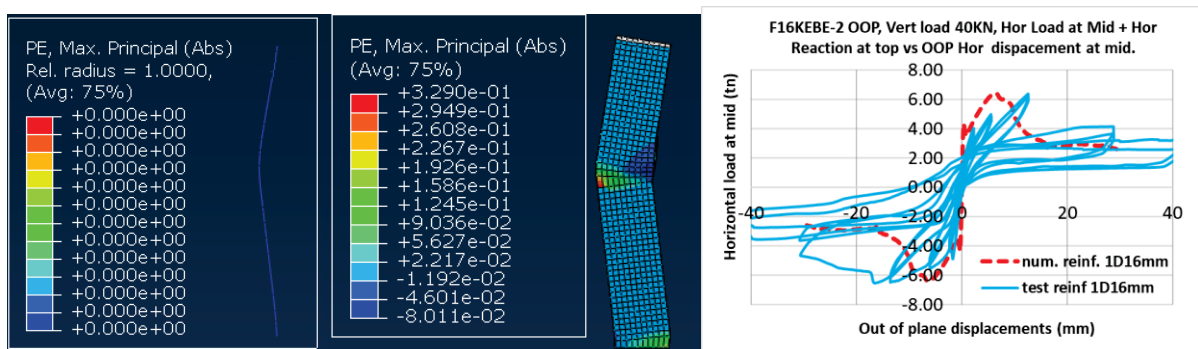 PE, Max. Principal (Abs)
Rel. radius = 1.0000,
(Avg: 75%)
+0.000e+00
+0.000e+00
+0.000e+00
+0.000e+00
+0.000e+00
+0.000e+00
+0.000e+00
+0.000e+00
+0.000e+00
+0.000e+00
+0.000e+00
+0.000e+00
+0.000e+00
PE, Max. Principal (Abs)
(Avg: 75%)
+3.290e-01
+2.949e-01
+2.608e-01
+2.267e-01
+1.926e-01
+1.586e-01
+1.245e-01
+9.036e-02
+5.627e-02
+2.217e-02
-1.192e-02
-4.601e-02
-8.011e-02
F16KEBE-2 OOP, Vert load 40KN, Hor Load at Mid + Hor
Reaction at top vs OOP Hor dispacement at mid.
Horizontal load at mid (tn)
8.00
6.00
4.00
2.00
0.00
-2.00
-4.00
-6.00
-8.00
-40
-20
0
20
40
num. reinf. 1D16mm
test reinf 1D16mm
Out of plane displacements (mm)